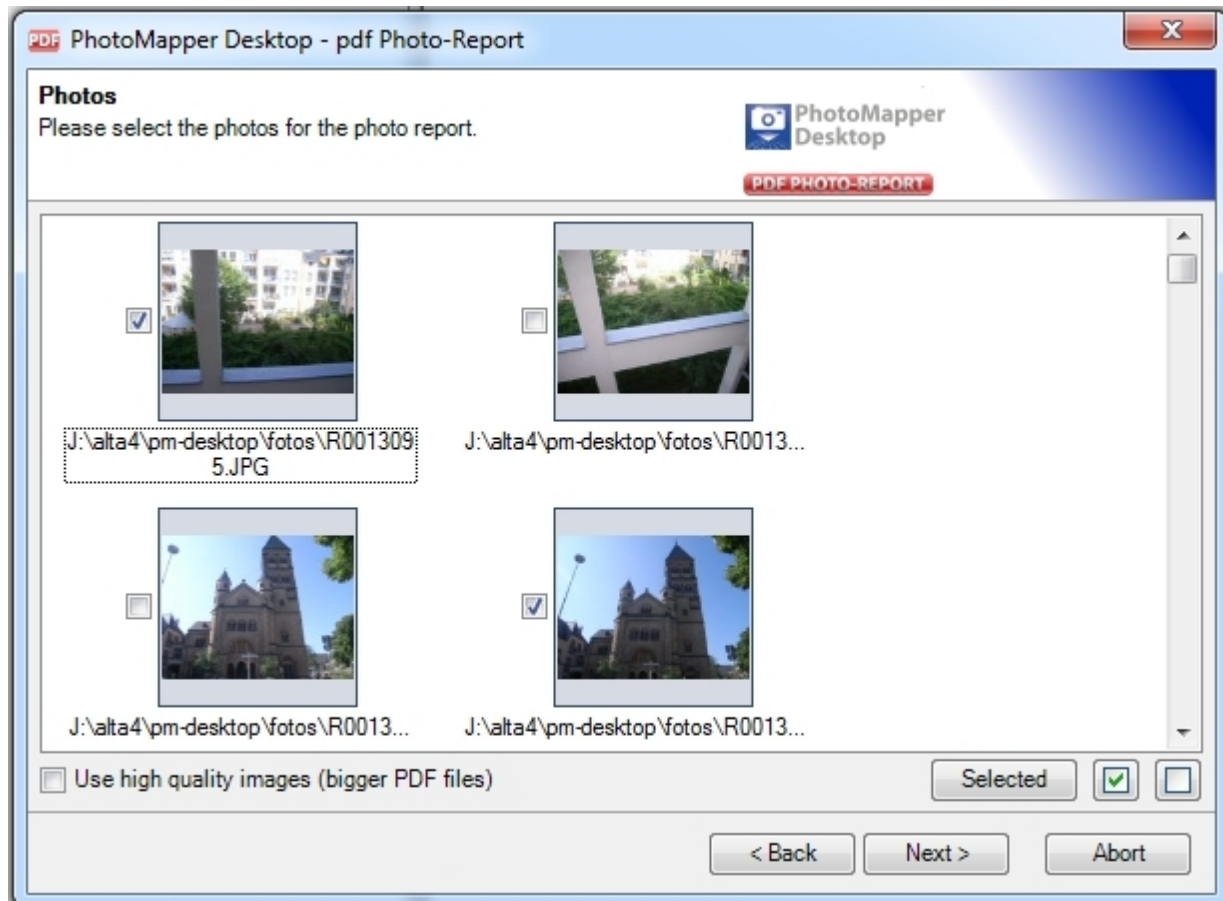 PDF PhotoMapper Desktop - pdf Photo-Report
Photos
Please select the photos for the photo report.
PhotoMapper
Desktop
PDF PHOTO-REPORT
J:\alta4\pm-desktop\fotos\R001309
5.JPG
J:\alta4\pm-desktop\fotos\R0013...
J:\alta4\pm-desktop\fotos\R0013...
J:\alta4\pm-desktop\fotos\R0013...
Use high quality images (bigger PDF files)
Selected
< Back
Next >
Abort